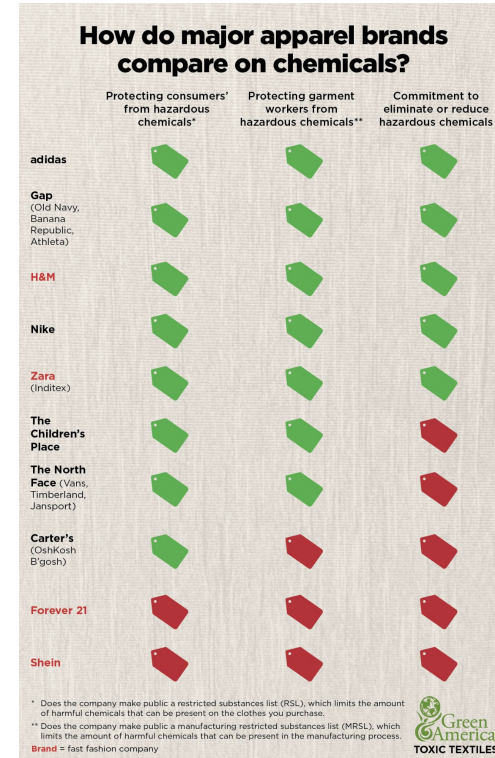 How do major apparel brands
compare on chemicals?
Protecting consumers’
from hazardous
chemicals*
Protecting garment
workers from
hazardous chemicals**
Commitment to
eliminate or reduce
hazardous chemicals
adidas
Gap
(Old Navy,
Banana
Republic,
Athleta)
H&M
Nike
Zara
(Inditex)
The
Children’s
Place
The North
Face (Vans,
Timberland,
Jansport)
Carter’s
(OshKosh
B’gosh)
Forever 21
Shein
* Does the company make public a restricted substances list (RSL), which limits the amount
of harmful chemicals that can be present on the clothes you purchase.
** Does the company make public a manufacturing restricted substances list (MRSL), which
limits the amount of harmful chemicals that can be present in the manufacturing process.
Brand = fast fashion company
Green
America
TOXIC TEXTILES